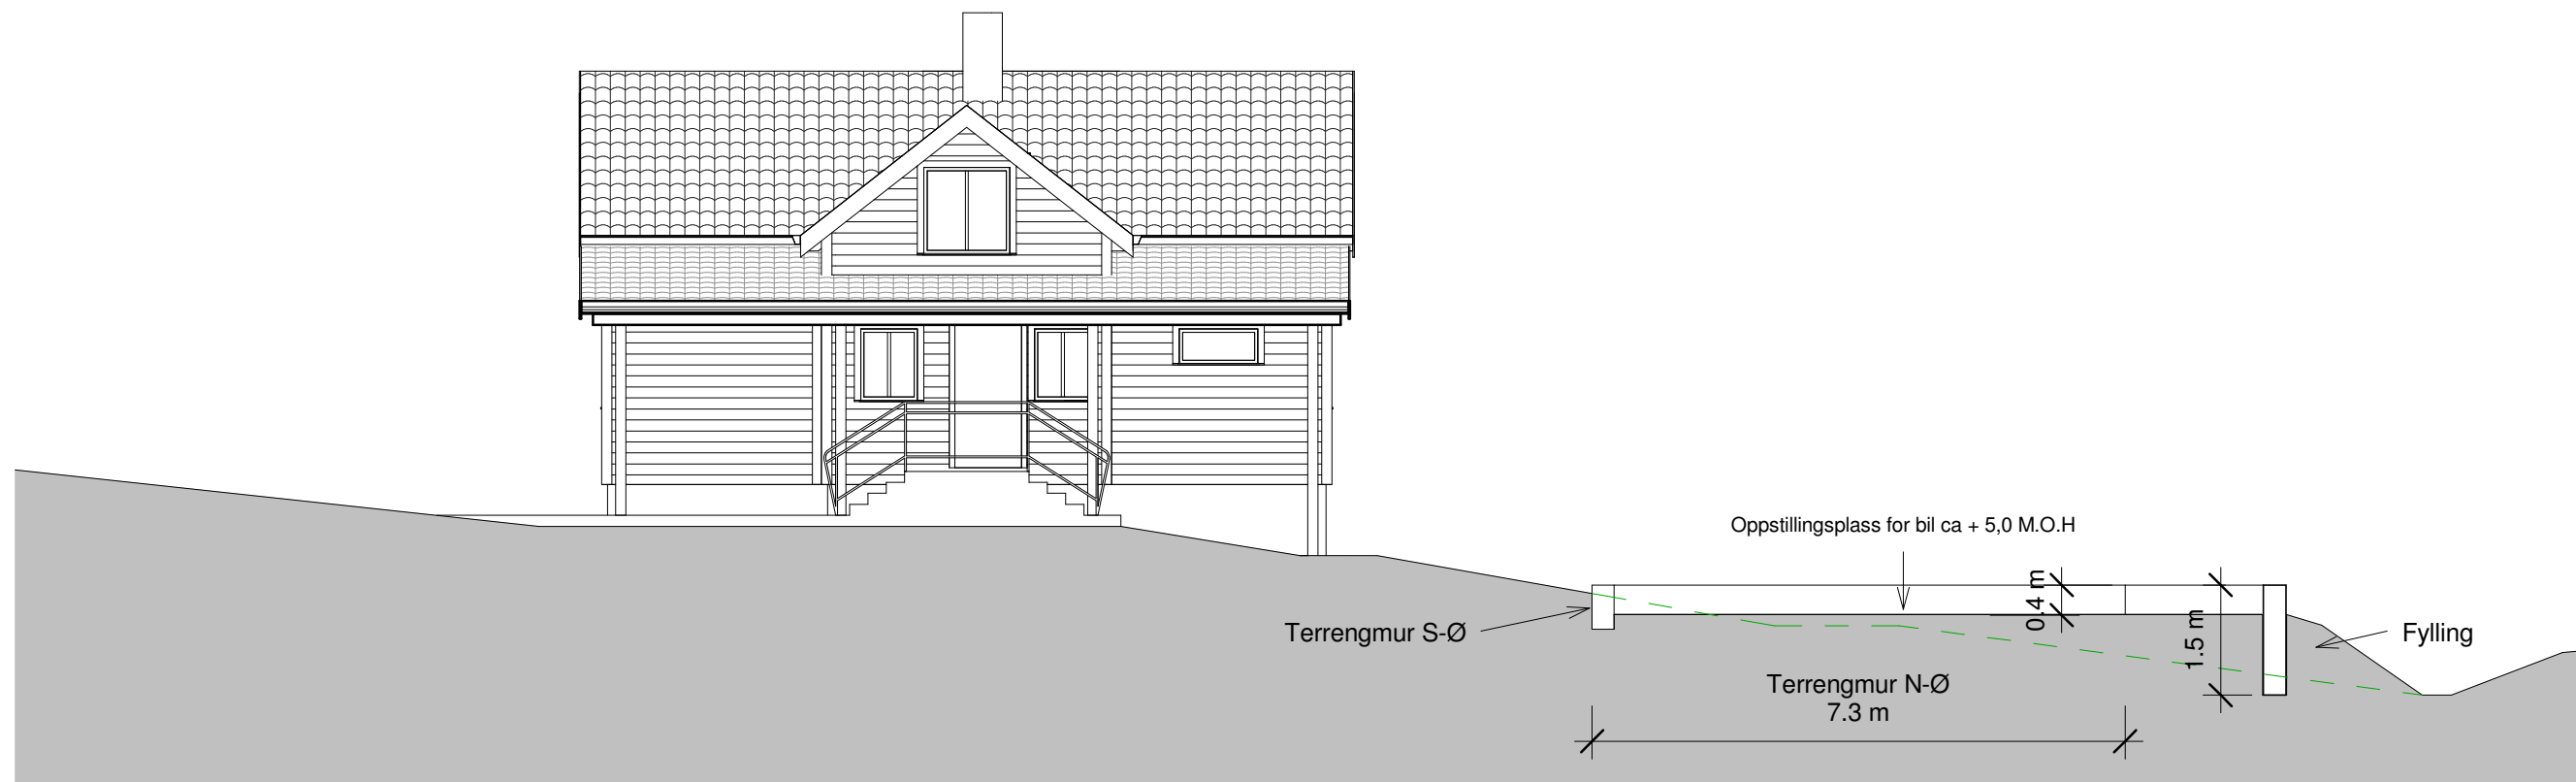 Oppstillingsplass for bil ca + 5,0 M.O.H
0.4 m
1.5 m
Terrengmur S-Ø
Fylling
Terrengmur N-Ø
7.3 m